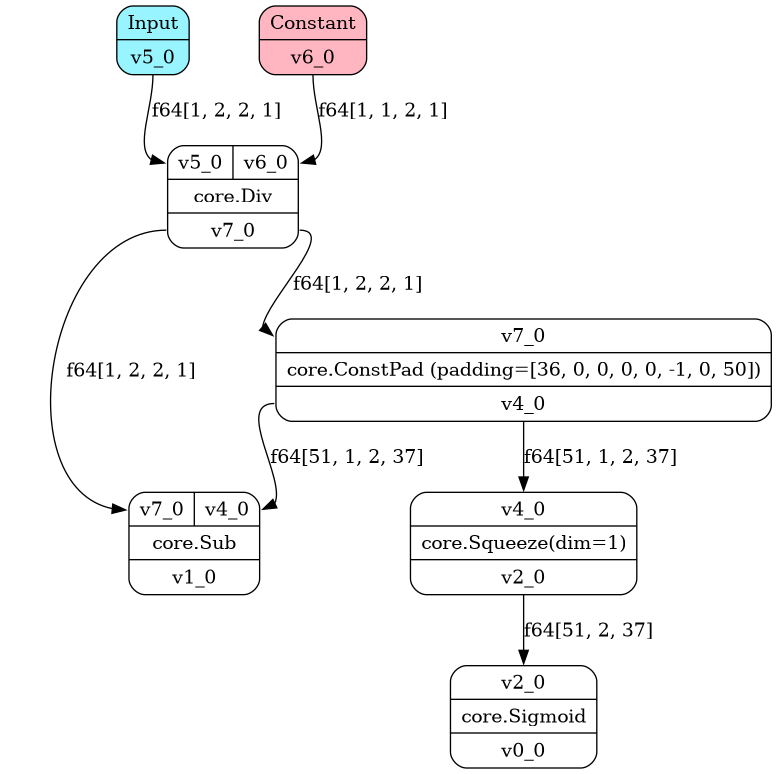 Input
v5_0
Constant
v6_0
f64[1, 2, 2, 1]
f64[1, 1, 2, 1]
v5_0 v6_0
core.Div
v7_0
f64[1, 2, 2, 1]
f64[1, 2, 2, 1]
v7_0
core.ConstPad (padding=[36, 0, 0, 0, 0, -1, 0, 50])
v4_0
f64[51, 1, 2, 37]
f64[51, 1, 2, 37]
v7_0 v4_0
core.Sub
v1_0
v4_0
core.Squeeze(dim=1)
v2_0
f64[51, 2, 37]
v2_0
core.Sigmoid
v0_0